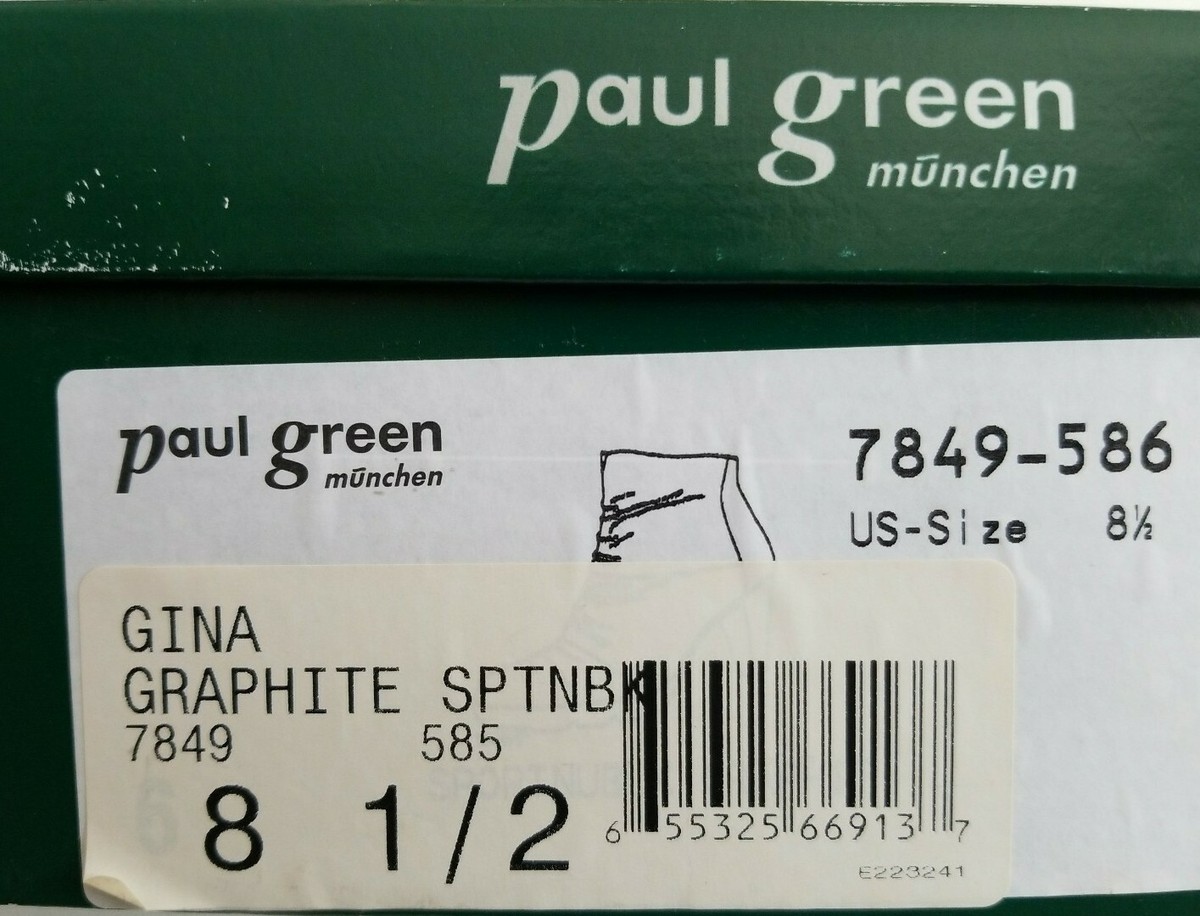 paul green
münchen
paul green
münchen
7849-586
US-Size 8½
GINA
GRAPHITE SPTNBK
7849 585
8 1/2
6 55325 66913 7
E223241